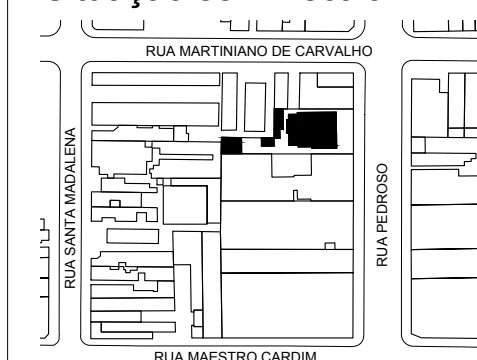 RUA MARTINIANO DE CARVALHO
RUA SANTA MADALENA
RUA PEDROSO
RUA MAESTRO CARDIM